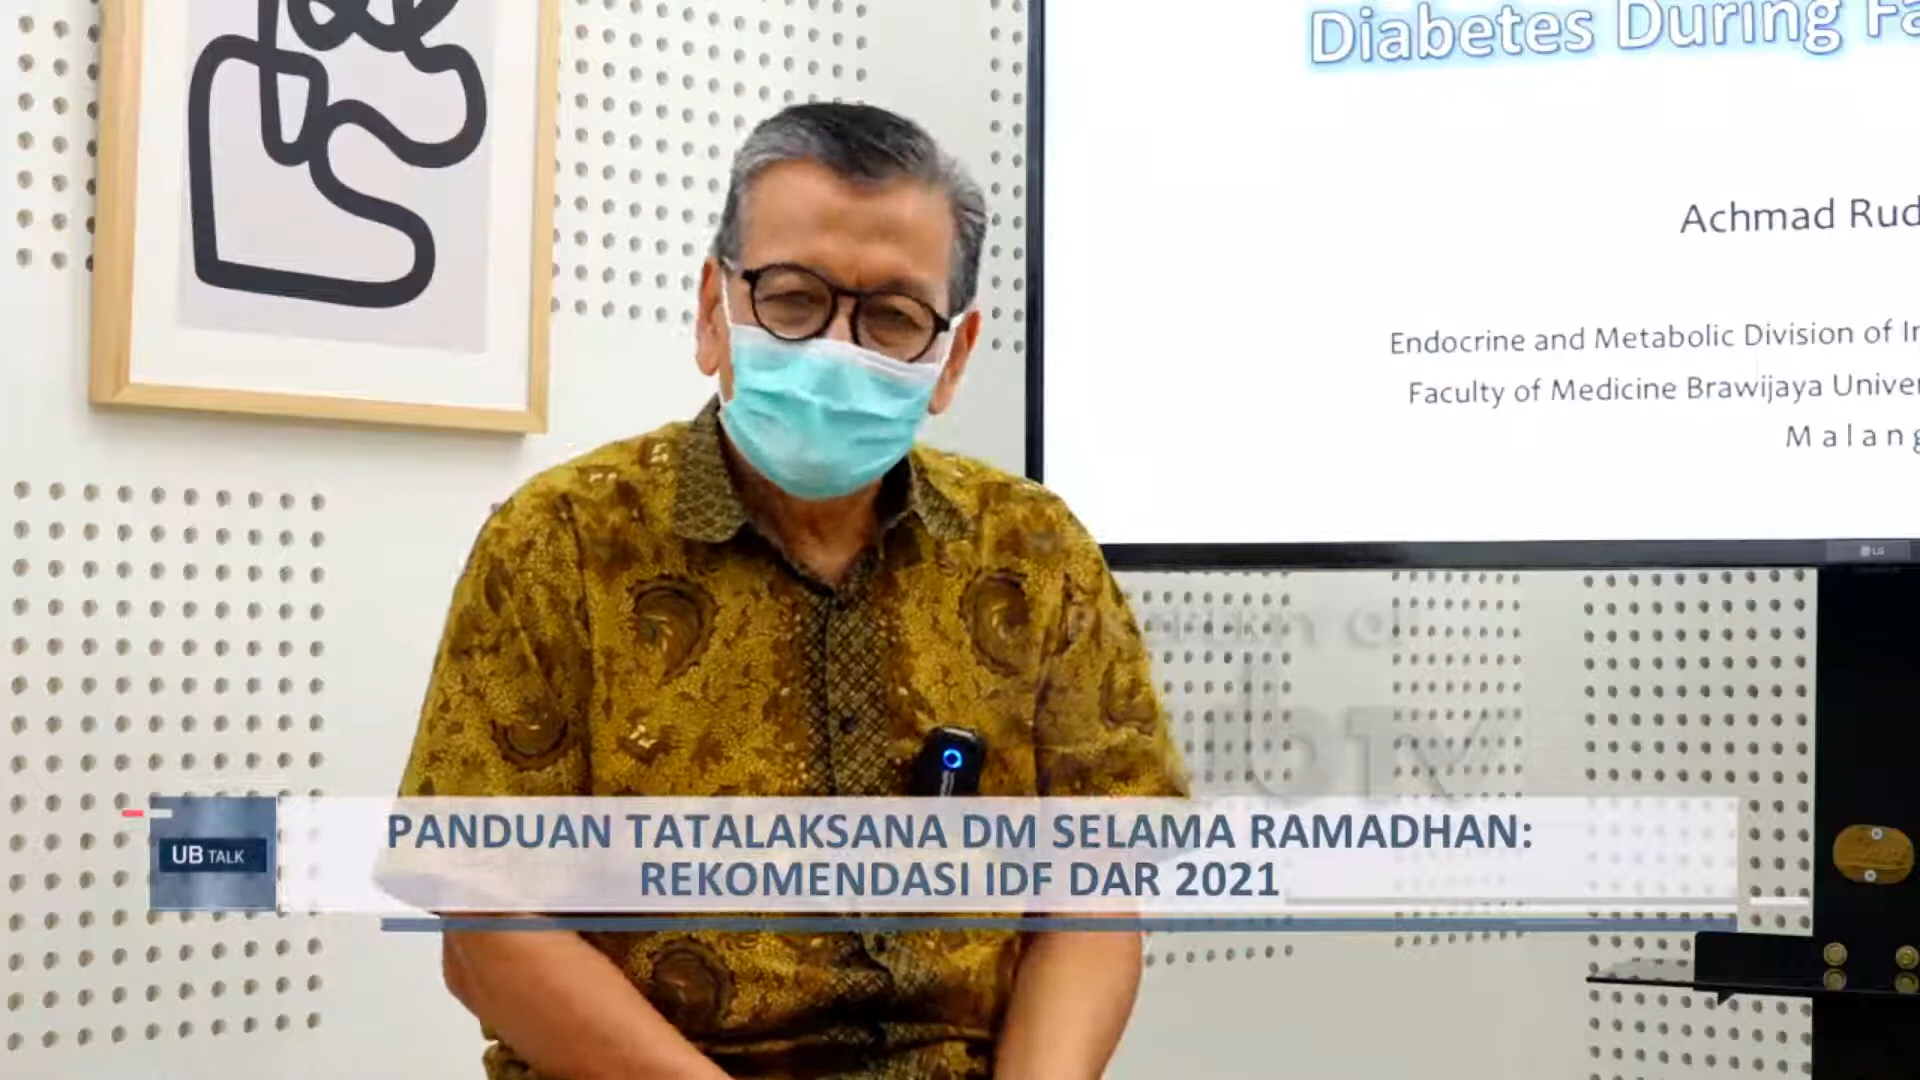 Diabetes During Fa
Achmad Rud
Endocrine and Metabolic Division of In
Faculty of Medicine Brawijaya Univer
Malang
LG
UB TALK
PANDUAN TATALAKSANA DM SELAMA RAMADHAN:
REKOMENDASI IDF DAR 2021